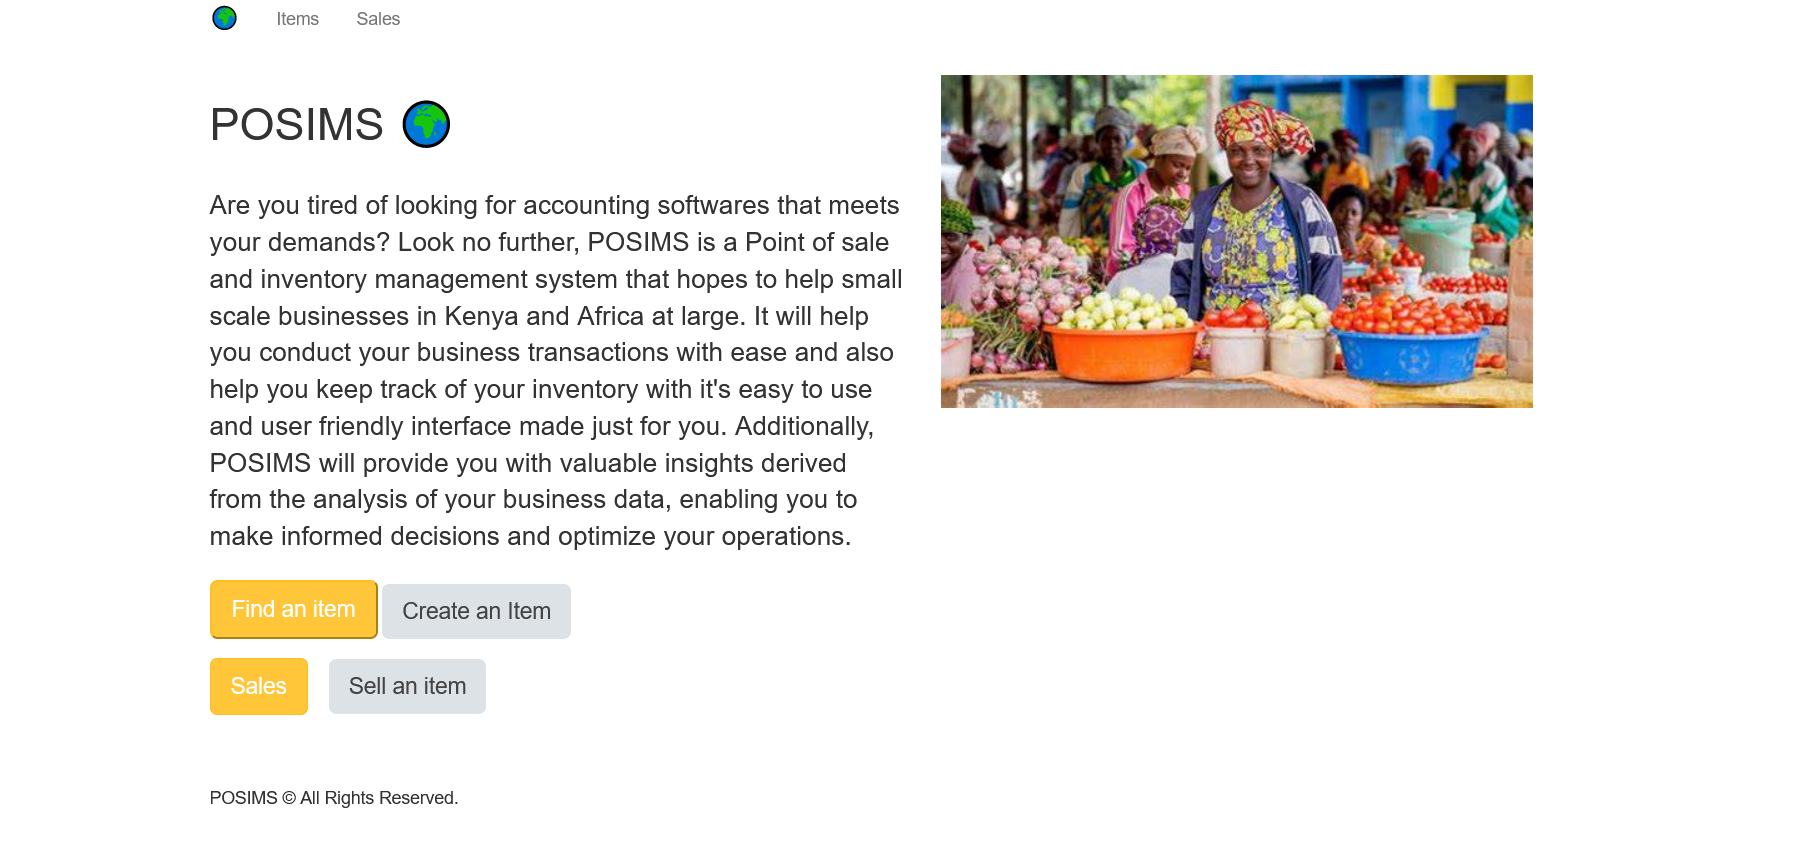 Items Sales
POSIMS
Are you tired of looking for accounting softwares that meets
your demands? Look no further, POSIMS is a Point of sale
and inventory management system that hopes to help small
scale businesses in Kenya and Africa at large. It will help
you conduct your business transactions with ease and also
help you keep track of your inventory with it's easy to use
and user friendly interface made just for you. Additionally,
POSIMS will provide you with valuable insights derived
from the analysis of your business data, enabling you to
make informed decisions and optimize your operations.
Find an item Create an Item
Sales Sell an item
POSIMS © All Rights Reserved.